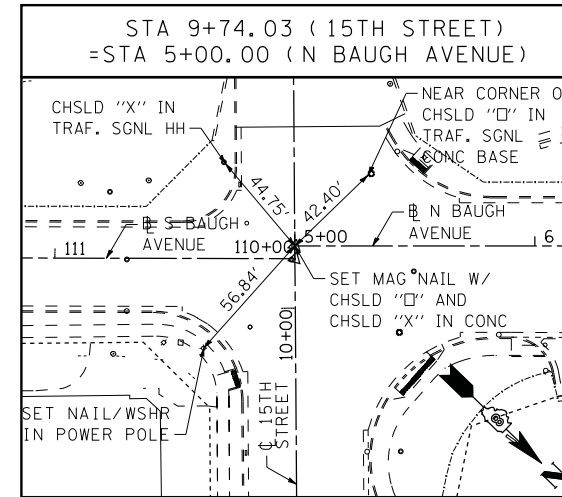 STA 9+74.03 (15TH STREET)
=STA 5+00.00 (N BAUGH AVENUE)
CHSLD "X" IN
TRAF. SGNL HH
NEAR CORNER O
CHSLD "□" IN
TRAF. SGNL
CONC BASE
44.75'
42.40'
℄ S BAUGH
AVENUE
℄ N BAUGH
AVENUE
111
110+00
5+00
6
56.84'
SET MAG NAIL W/
CHSLD "□" AND
CHSLD "X" IN CONC
10+00
℄ 15TH
STREET
SET NAIL/WSHR
IN POWER POLE
N